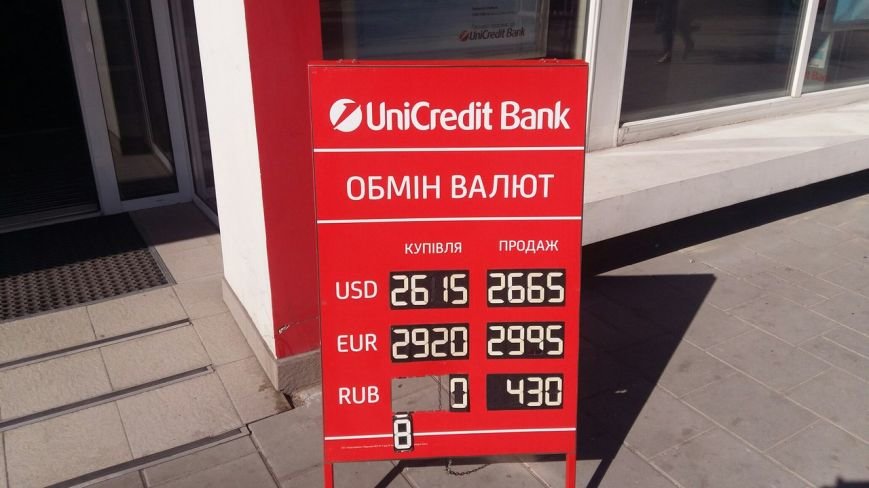 UniCredit Bank
UniCredit Bank
ОБМІН ВАЛЮТ
КУПІВЛЯ ПРОДАЖ
USD 2615 2665
EUR 2920 2995
RUB 0 430
8